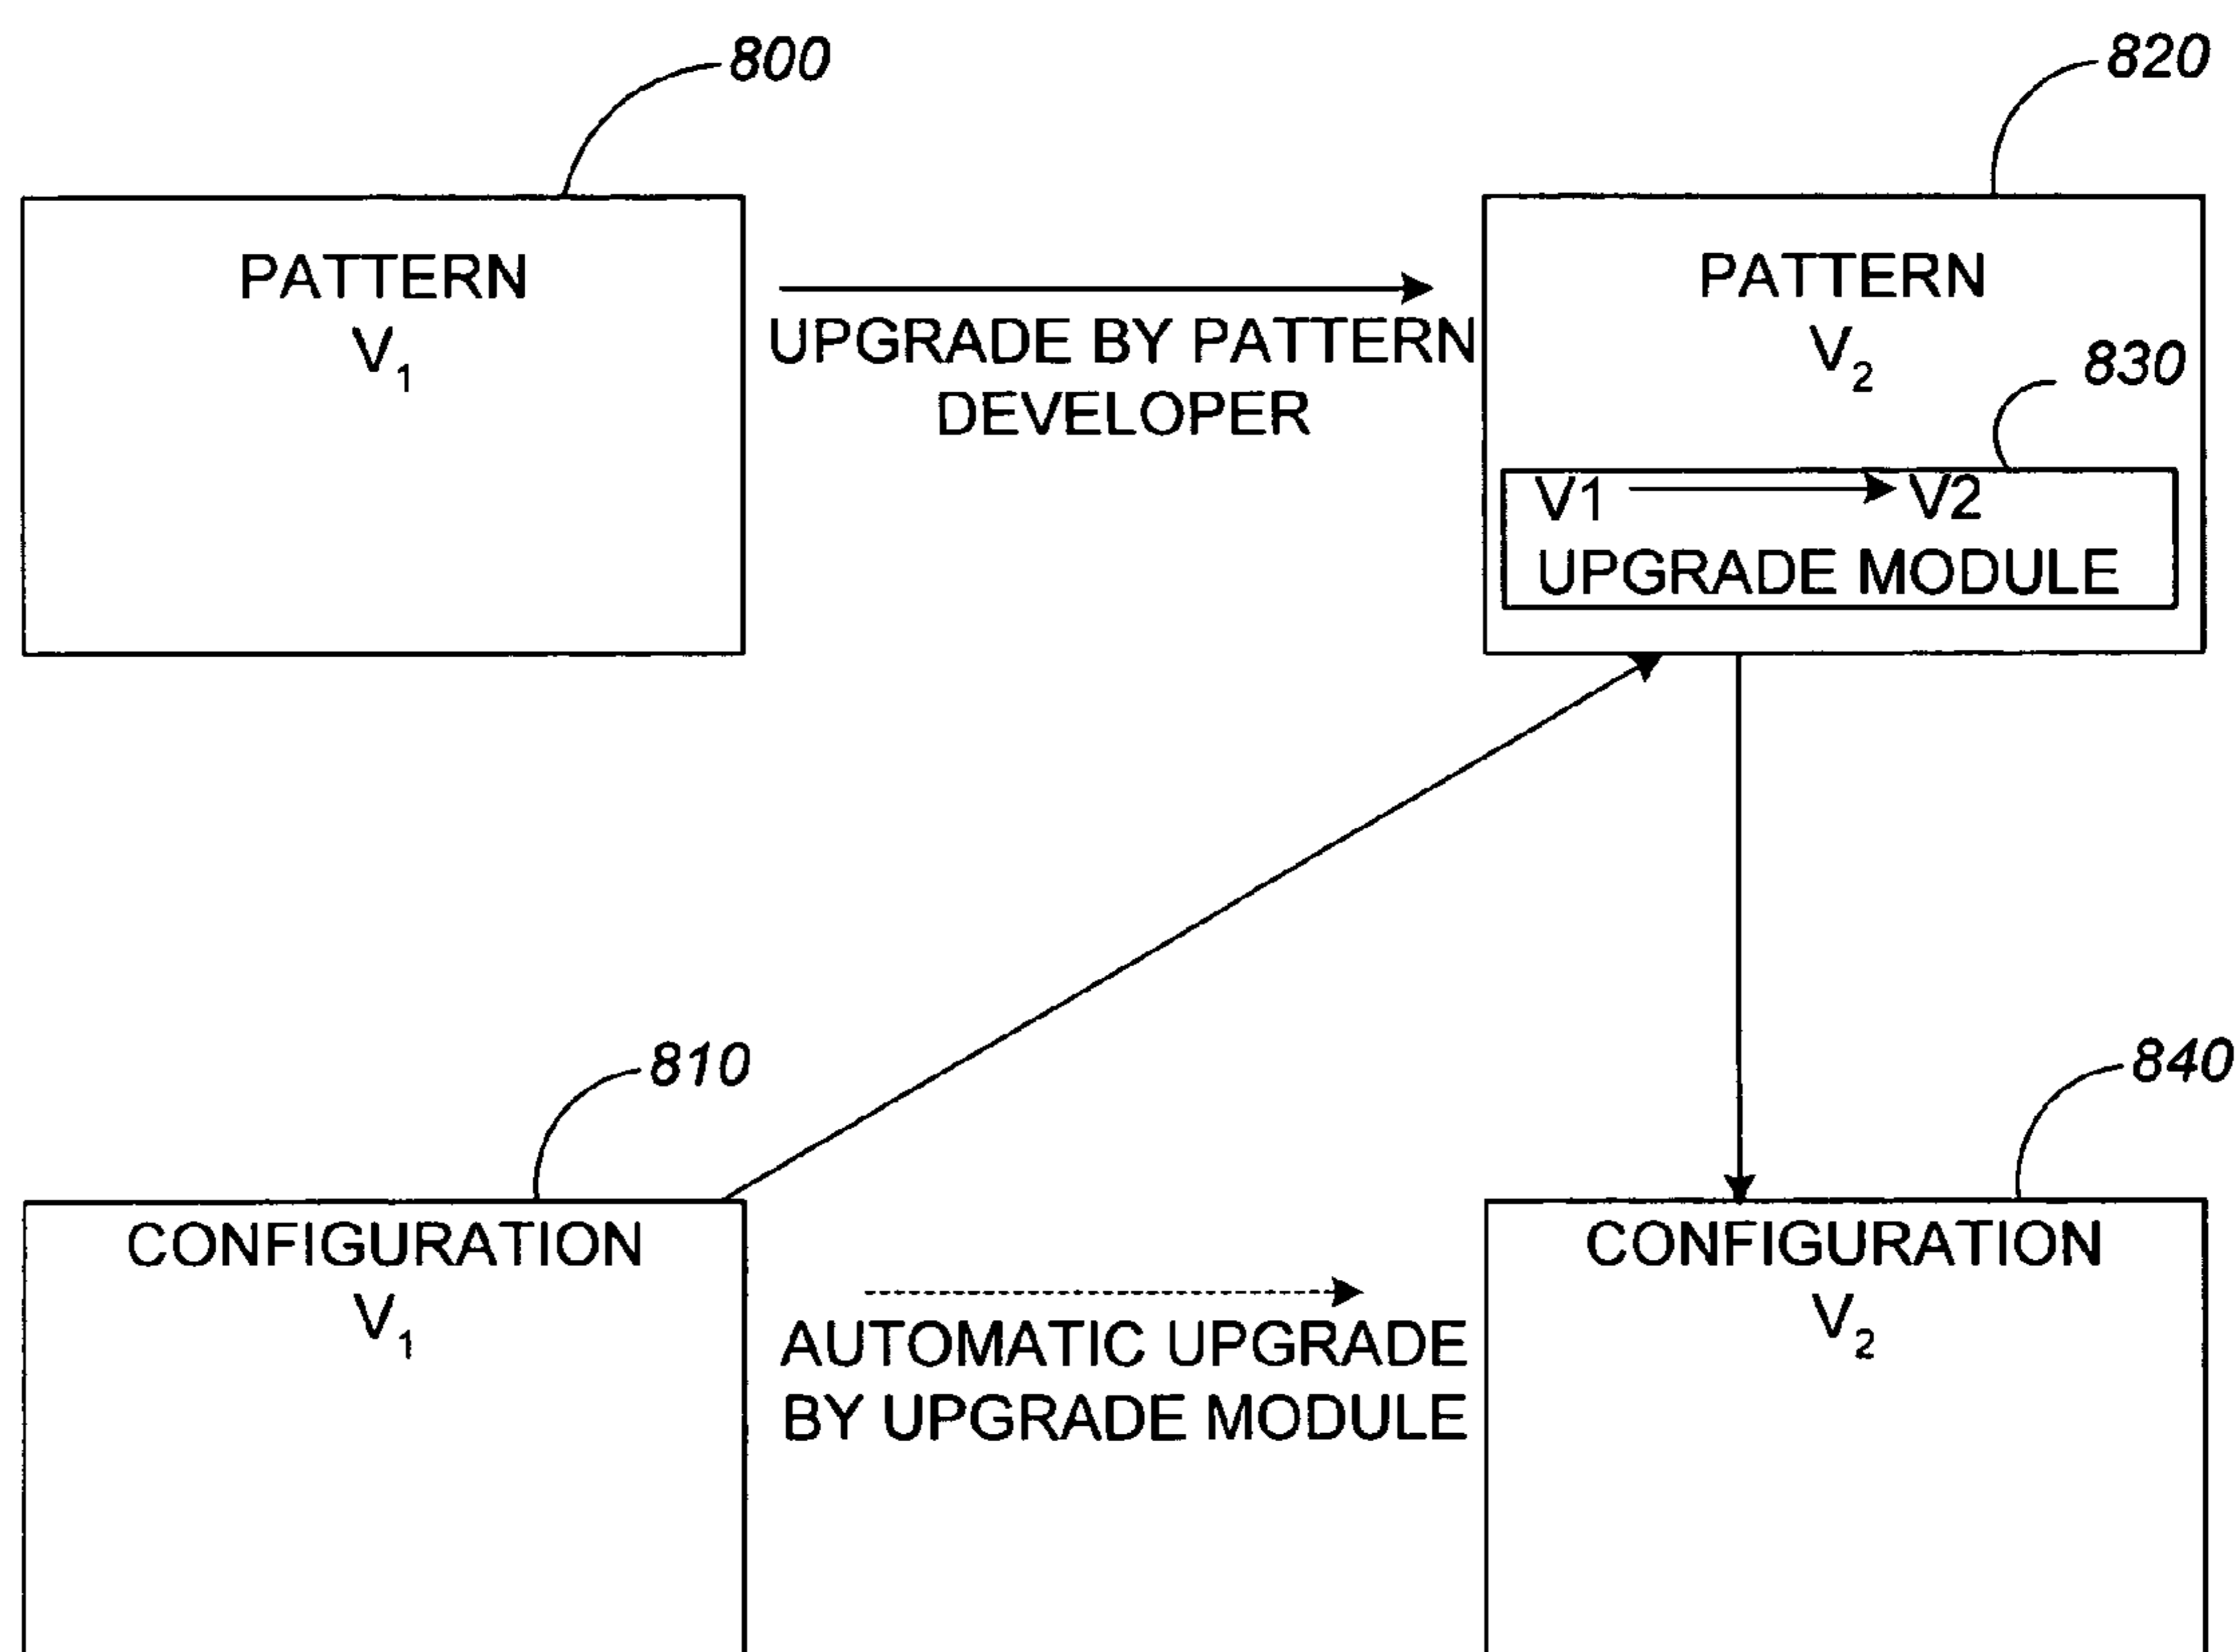 800
820
PATTERN
V1
UPGRADE BY PATTERN
DEVELOPER
PATTERN
V2
830
V1 V2
UPGRADE MODULE
810
840
CONFIGURATION
V1
AUTOMATIC UPGRADE
BY UPGRADE MODULE
CONFIGURATION
V2